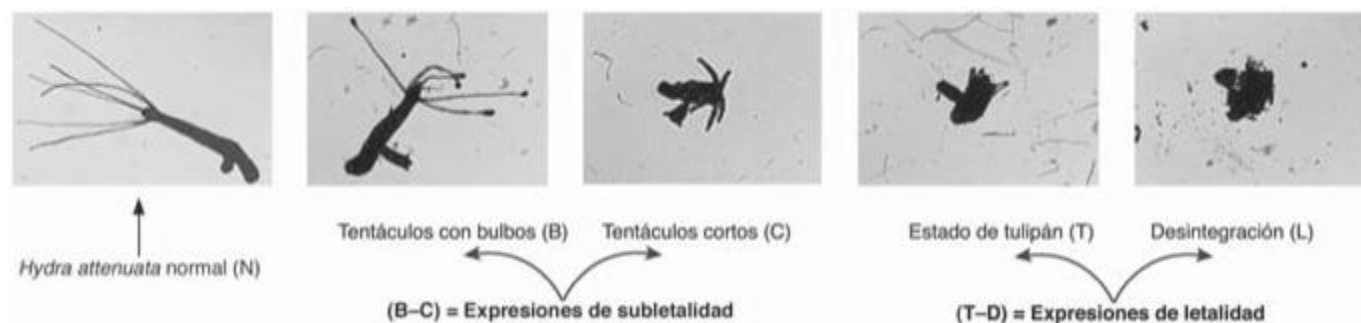 Tentáculos con bulbos (B) Tentáculos cortos (C) Estado de tulipán (T) Desintegración (L)
Hydra attenuata normal (N)
(B–C) = Expresiones de subletalidad (T–D) = Expresiones de letalidad